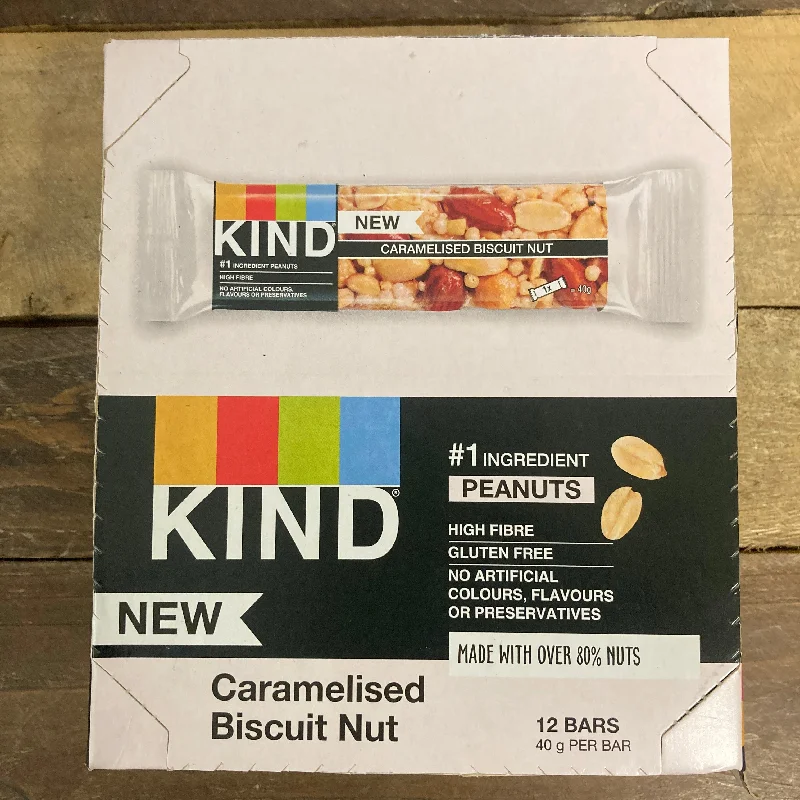 NEW
KIND
CARAMELISED BISCUIT NUT
#1 INGREDIENT PEANUTS
HIGH FIBRE
NO ARTIFICIAL COLOURS,
FLAVOURS OR PRESERVATIVES
1x = 40g
KIND®
#1 INGREDIENT
PEANUTS
HIGH FIBRE
GLUTEN FREE
NO ARTIFICIAL
COLOURS, FLAVOURS
OR PRESERVATIVES
NEW
MADE WITH OVER 80% NUTS
Caramelised
Biscuit Nut
12 BARS
40 g PER BAR